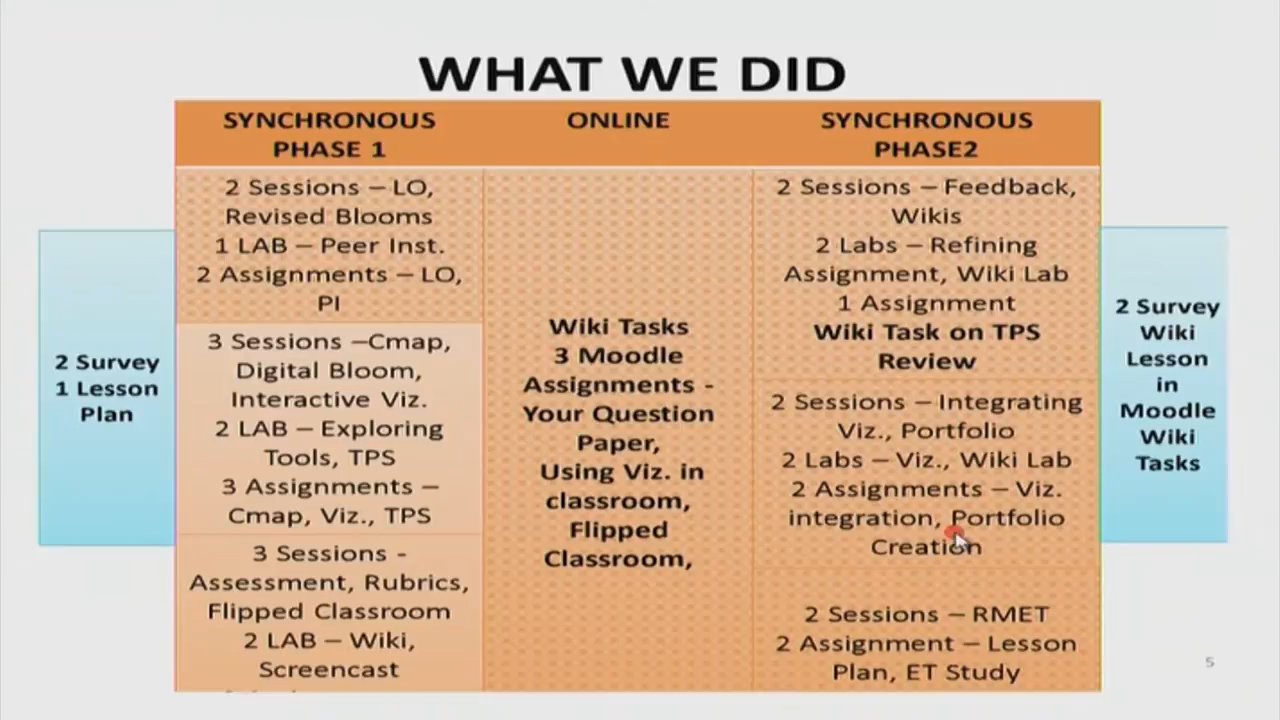 WHAT WE DID
2 Survey
1 Lesson
Plan
SYNCHRONOUS
PHASE 1
2 Sessions – LO,
Revised Blooms
1 LAB – Peer Inst.
2 Assignments – LO,
PI
3 Sessions –Cmap,
Digital Bloom,
Interactive Viz.
2 LAB – Exploring
Tools, TPS
3 Assignments –
Cmap, Viz., TPS
3 Sessions -
Assessment, Rubrics,
Flipped Classroom
2 LAB – Wiki,
Screencast
ONLINE
Wiki Tasks
3 Moodle
Assignments -
Your Question
Paper,
Using Viz. in
classroom,
Flipped
Classroom,
SYNCHRONOUS
PHASE2
2 Sessions – Feedback,
Wikis
2 Labs – Refining
Assignment, Wiki Lab
1 Assignment
Wiki Task on TPS
Review
2 Sessions – Integrating
Viz., Portfolio
2 Labs – Viz., Wiki Lab
2 Assignments – Viz.
integration, Portfolio
Creation
2 Sessions – RMET
2 Assignment – Lesson
Plan, ET Study
2 Survey
Wiki
Lesson
in
Moodle
Wiki
Tasks
5